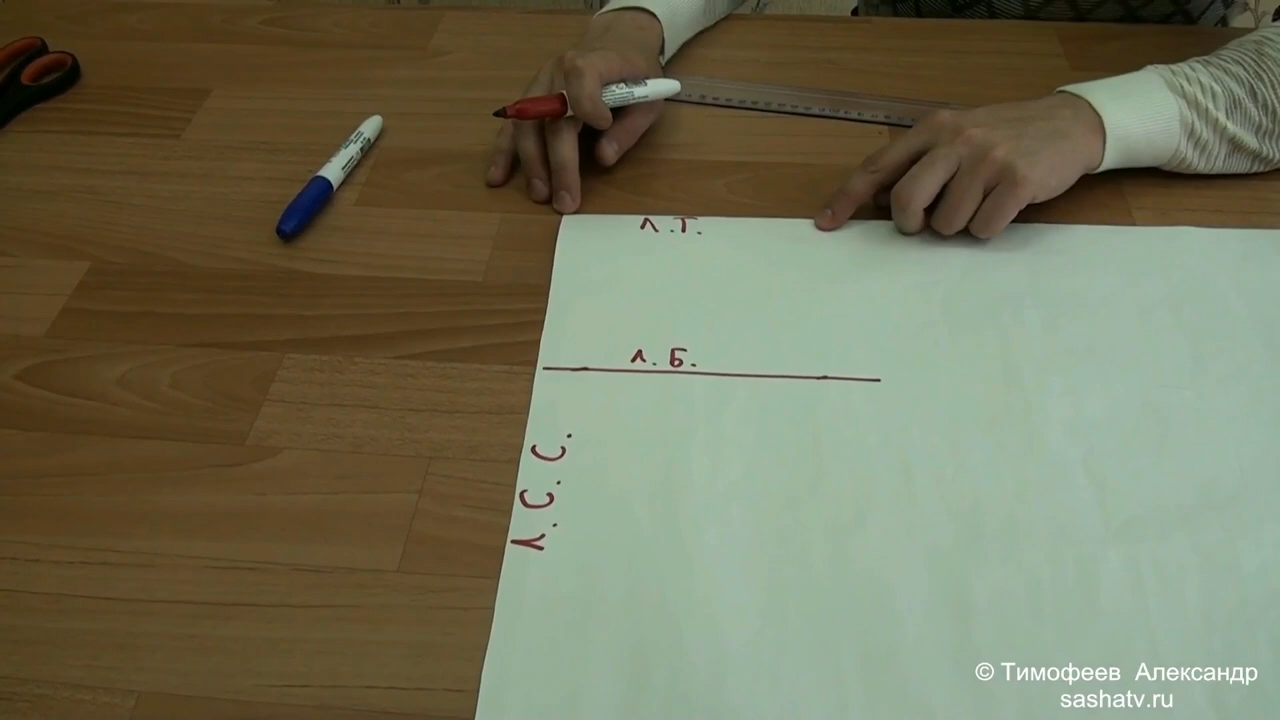 Л.Т.
Л.Б.
Л.С.С.
© Тимофеев Александр
sashatv.ru